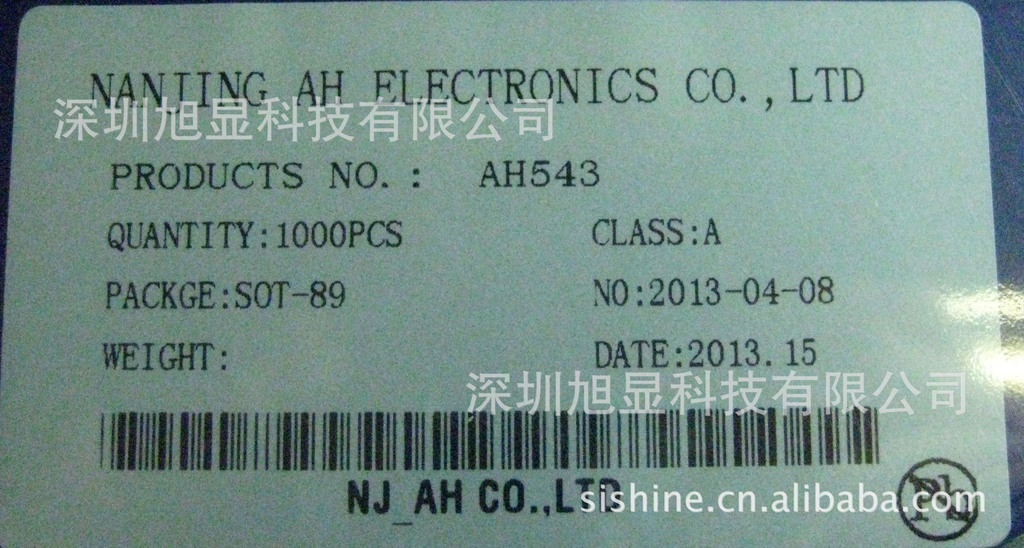 NANJING AH ELECTRONICS CO.,LTD
深圳旭显科技有限公司
PRODUCTS NO.: AH543
QUANTITY:1000PCS CLASS:A
PACKGE:SOT-89 NO:2013-04-08
WEIGHT: DATE:2013.15
深圳旭显科技有限公司
NJ_AH CO.,LTD
sishine.cn.alibaba.com
Pb